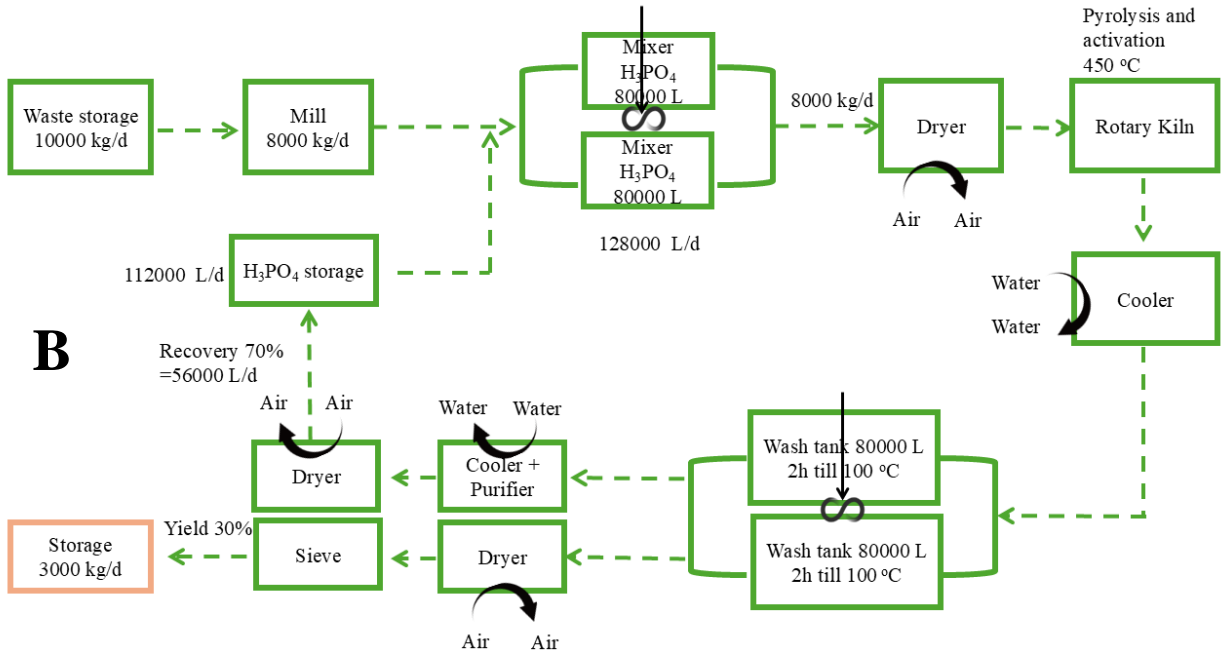 Pyrolysis and
activation
450 °C
Waste storage
10000 kg/d
Mill
8000 kg/d
Mixer
H₃PO₄
80000 L
Mixer
H₃PO₄
80000 L
128000 L/d
8000 kg/d
Dryer
Air
Air
Rotary Kiln
112000 L/d
H₃PO₄ storage
Water
Water
Cooler
B
Recovery 70%
=56000 L/d
Air
Air
Dryer
Water
Water
Cooler +
Purifier
Wash tank 80000 L
2h till 100 °C
Wash tank 80000 L
2h till 100 °C
Storage
3000 kg/d
Yield 30%
Sieve
Dryer
Air
Air